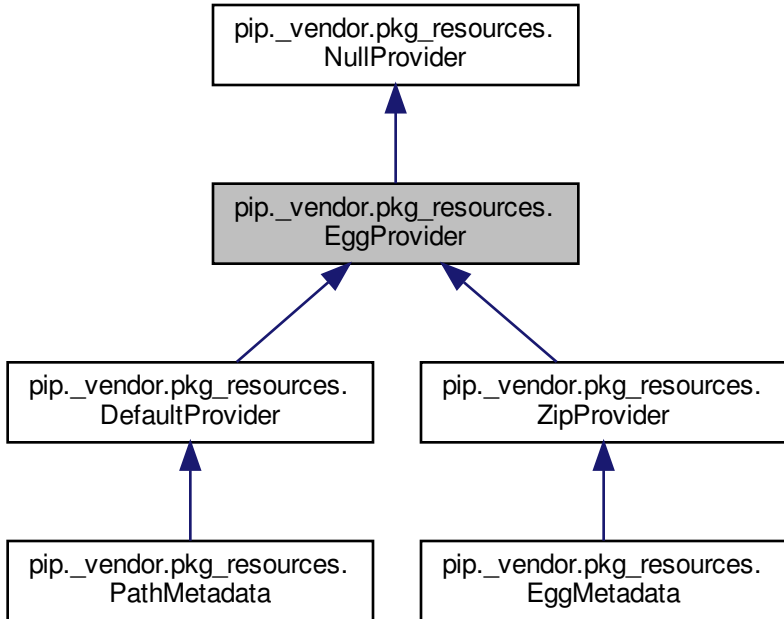 pip._vendor.pkg_resources.
NullProvider
pip._vendor.pkg_resources.
EggProvider
pip._vendor.pkg_resources.
DefaultProvider
pip._vendor.pkg_resources.
ZipProvider
pip._vendor.pkg_resources.
PathMetadata
pip._vendor.pkg_resources.
EggMetadata